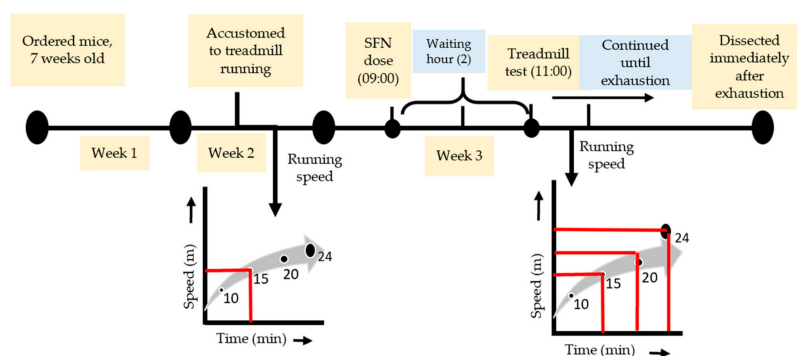 Ordered mice,
7 weeks old
Accustomed
to treadmill
running
SFN
dose
(09:00)
Waiting
hour (2)
Treadmill
test (11:00)
Continued
until
exhaustion
Dissected
immediately
after
exhaustion
Week 1
Week 2
Running
speed
Week 3
Running
speed
Speed (m)
10
15
20
24
Time (min)
Speed (m)
10
15
20
24
Time (min)